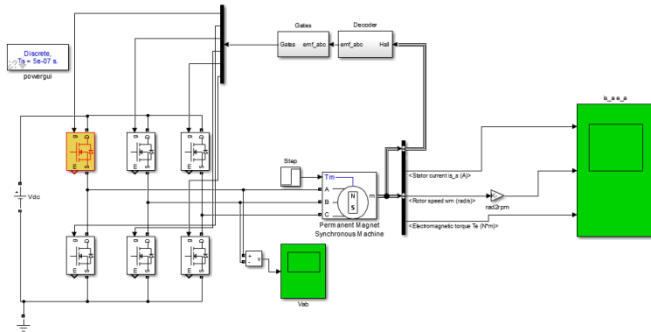 Discrete,
Ts = 5e-07 s.
powergui
Gates
Gates emf_abc
Decoder
emf_abc Hall
is_a e_a
g D
g D
g D
E S
E S
E S
Vdc
Step
Tm
A
B
C
N
S
m
Permanent Magnet
Synchronous Machine
<Stator current is_a (A)>
<Rotor speed wm (rad/s)>
rad2rpm
<Electromagnetic torque Te (N*m)>
g D
g D
g D
E S
E S
E S
+
-
v
Vab